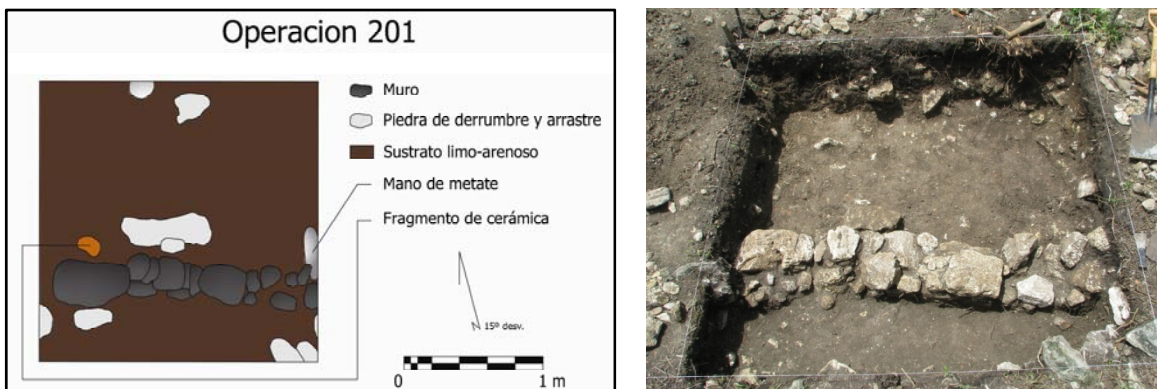 Operacion 201
Muro
Piedra de derrumbre y arrastre
Sustrato limo-arenoso
Mano de metate
Fragmento de cerámica
N 15º desv.
0 1 m